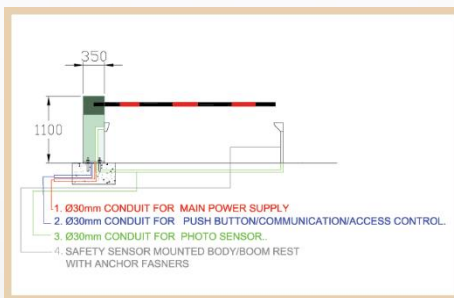 350
1100
1. Ø30mm CONDUIT FOR MAIN POWER SUPPLY
2. Ø30mm CONDUIT FOR PUSH BUTTON/COMMUNICATION/ACCESS CONTROL.
3. Ø30mm CONDUIT FOR PHOTO SENSOR..
4. SAFETY SENSOR MOUNTED BODY/BOOM REST
WITH ANCHOR FASNERS